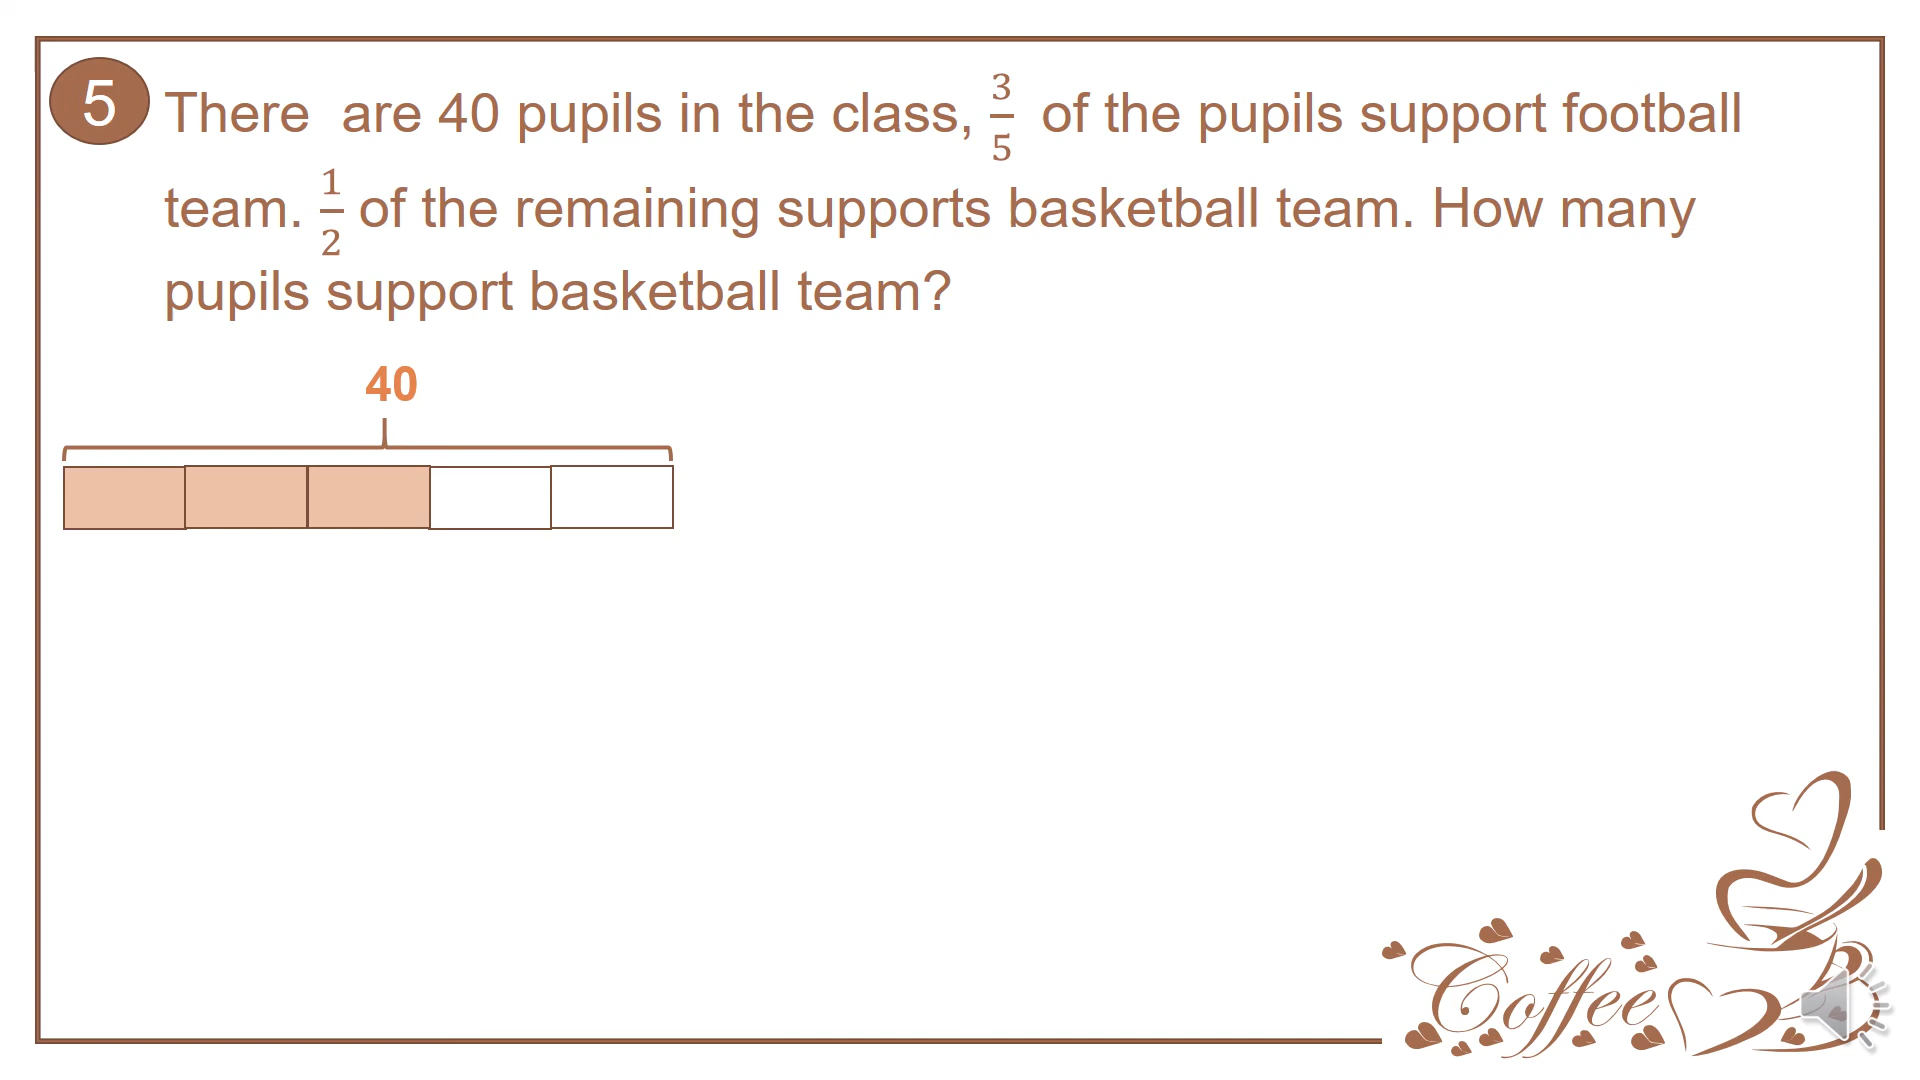 5
There are 40 pupils in the class, 3/5 of the pupils support football
team. 1/2 of the remaining supports basketball team. How many
pupils support basketball team?
40
Coffee